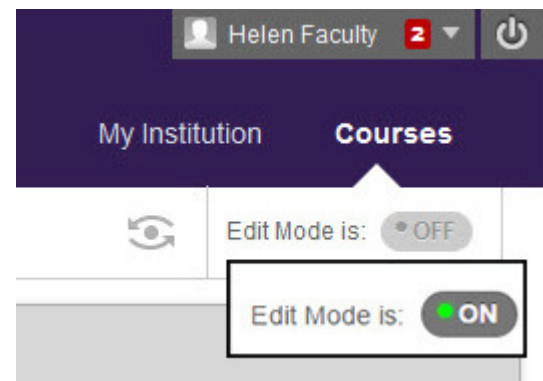 Helen Faculty 2
My Institution Courses
Edit Mode is: OFF
Edit Mode is: ON